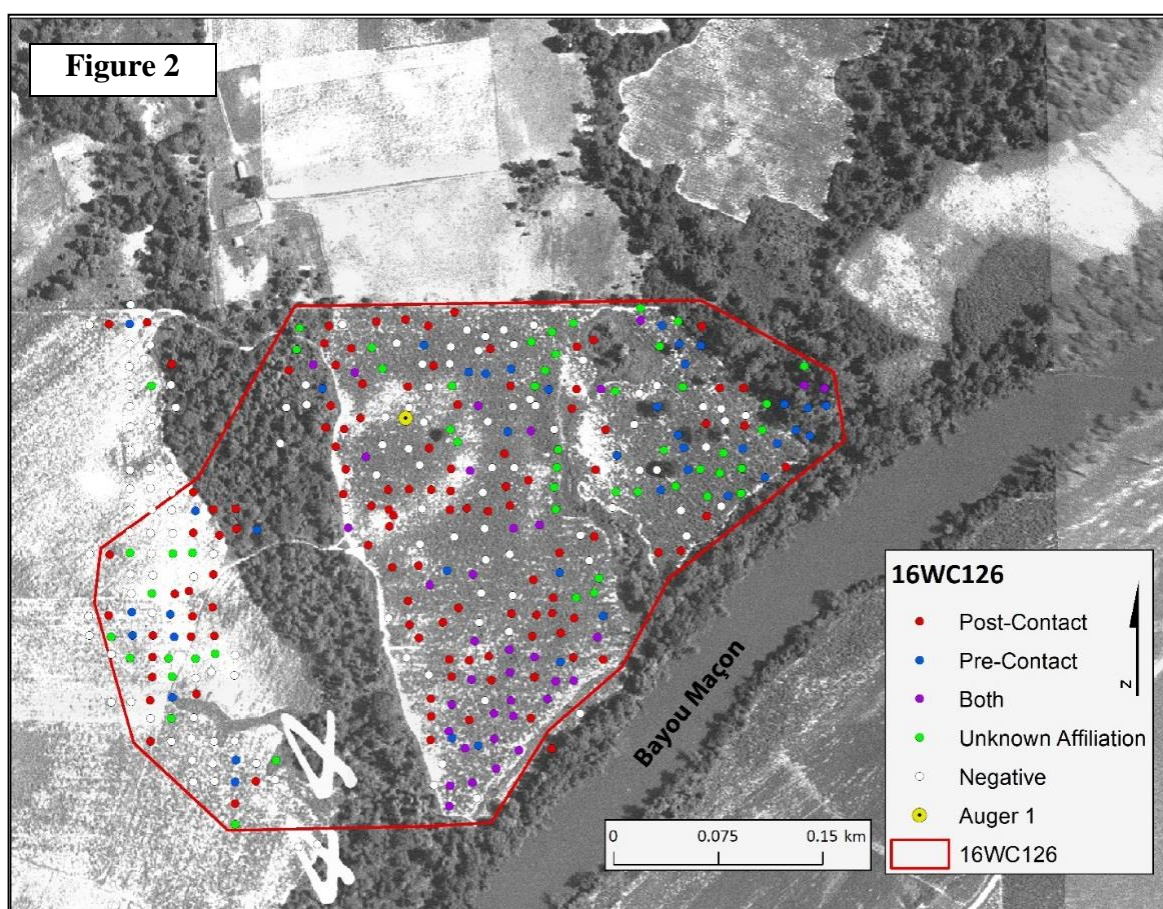 Figure 2
Bayou Maçon
16WC126
Post-Contact
Pre-Contact
Both
Unknown Affiliation
Negative
Auger 1
16WC126
N
0 0.075 0.15 km